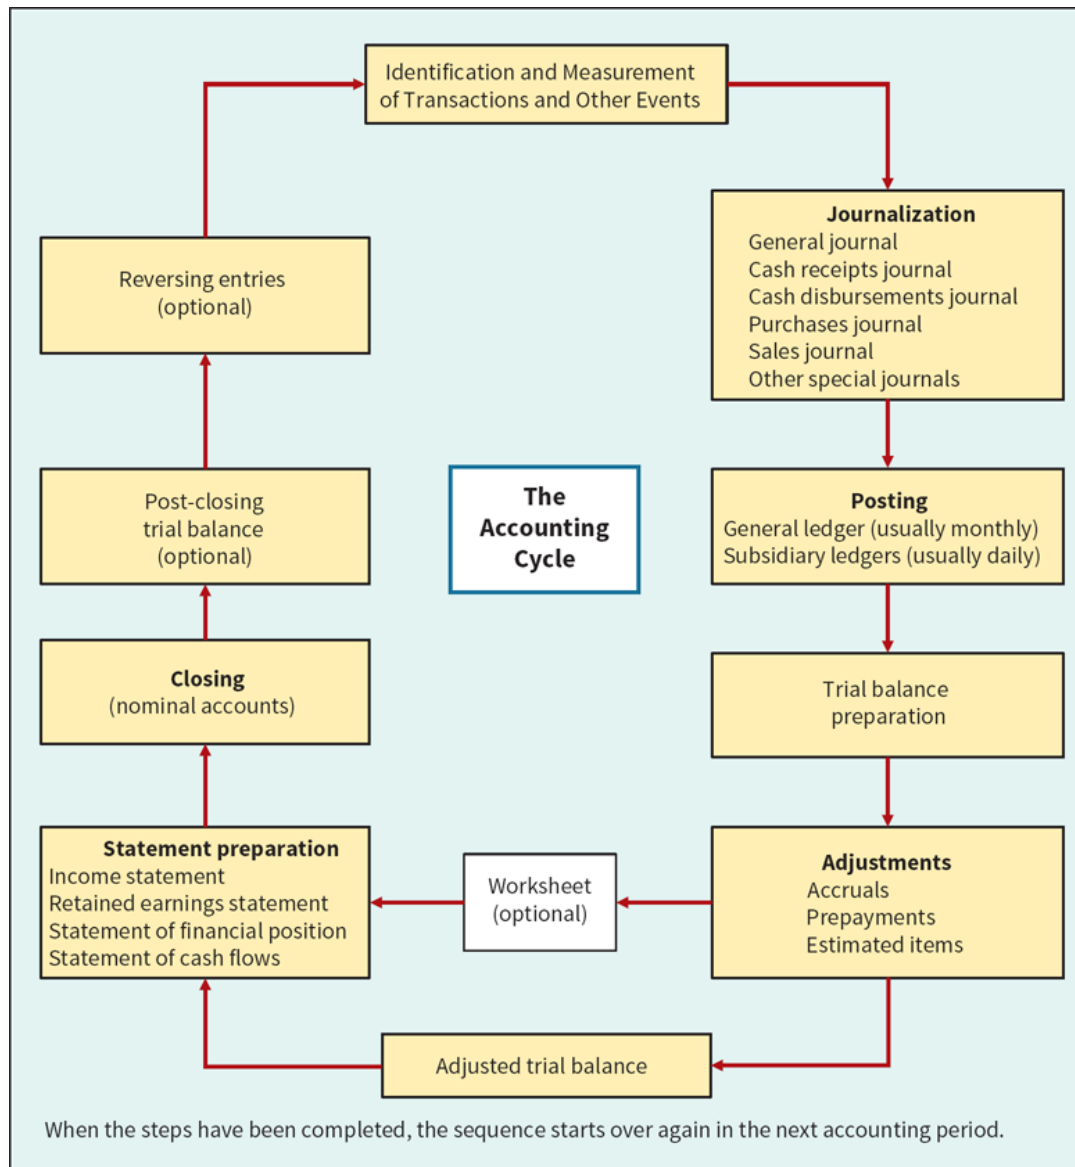 Identification and Measurement
of Transactions and Other Events
Journalization
General journal
Cash receipts journal
Cash disbursements journal
Purchases journal
Sales journal
Other special journals
Posting
General ledger (usually monthly)
Subsidiary ledgers (usually daily)
Trial balance
preparation
Adjustments
Accruals
Prepayments
Estimated items
Adjusted trial balance
Worksheet
(optional)
Statement preparation
Income statement
Retained earnings statement
Statement of financial position
Statement of cash flows
Closing
(nominal accounts)
Post-closing
trial balance
(optional)
Reversing entries
(optional)
The
Accounting
Cycle
When the steps have been completed, the sequence starts over again in the next accounting period.